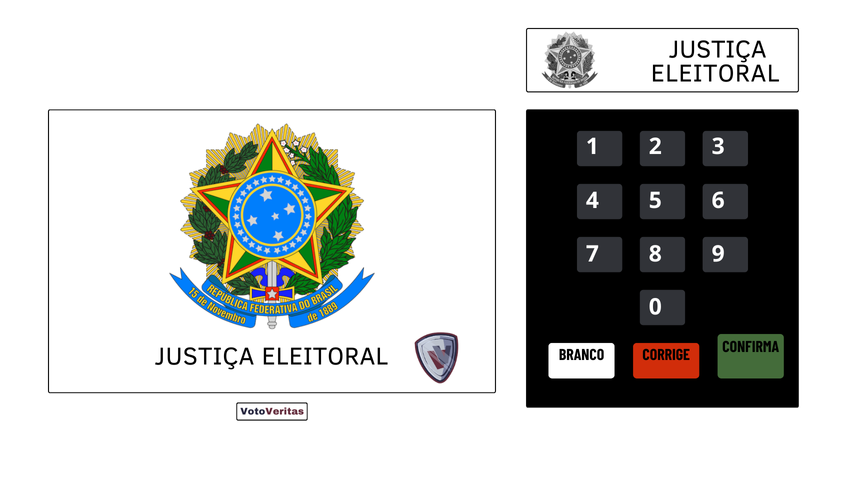 REPÚBLICA FEDERATIVA DO BRASIL
15 de Novembro
de 1889
JUSTIÇA ELEITORAL
VotoVeritas
JUSTIÇA
ELEITORAL
1 2 3
4 5 6
7 8 9
0
BRANCO CORRIGE CONFIRMA